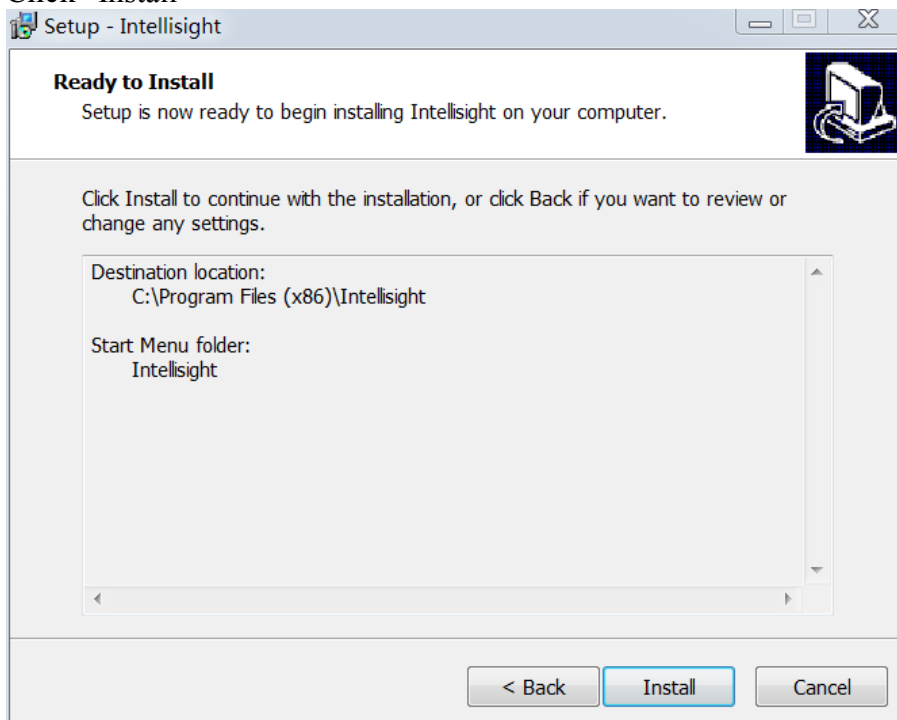 Click "Install"
Setup - Intellisight
Ready to Install
Setup is now ready to begin installing Intellisight on your computer.
Click Install to continue with the installation, or click Back if you want to review or
change any settings.
Destination location:
C:\Program Files (x86)\Intellisight
Start Menu folder:
Intellisight
< Back
Install
Cancel